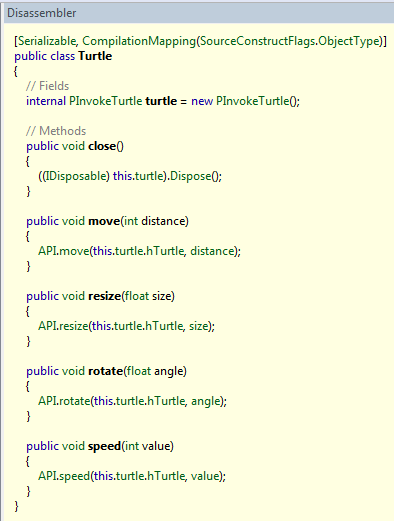 Disassembler
[Serializable, CompilationMapping(SourceConstructFlags.ObjectType)]
public class Turtle
{
// Fields
internal PInvokeTurtle turtle = new PInvokeTurtle();
// Methods
public void close()
{
((IDisposable) this.turtle).Dispose();
}
public void move(int distance)
{
API.move(this.turtle.hTurtle, distance);
}
public void resize(float size)
{
API.resize(this.turtle.hTurtle, size);
}
public void rotate(float angle)
{
API.rotate(this.turtle.hTurtle, angle);
}
public void speed(int value)
{
API.speed(this.turtle.hTurtle, value);
}
}